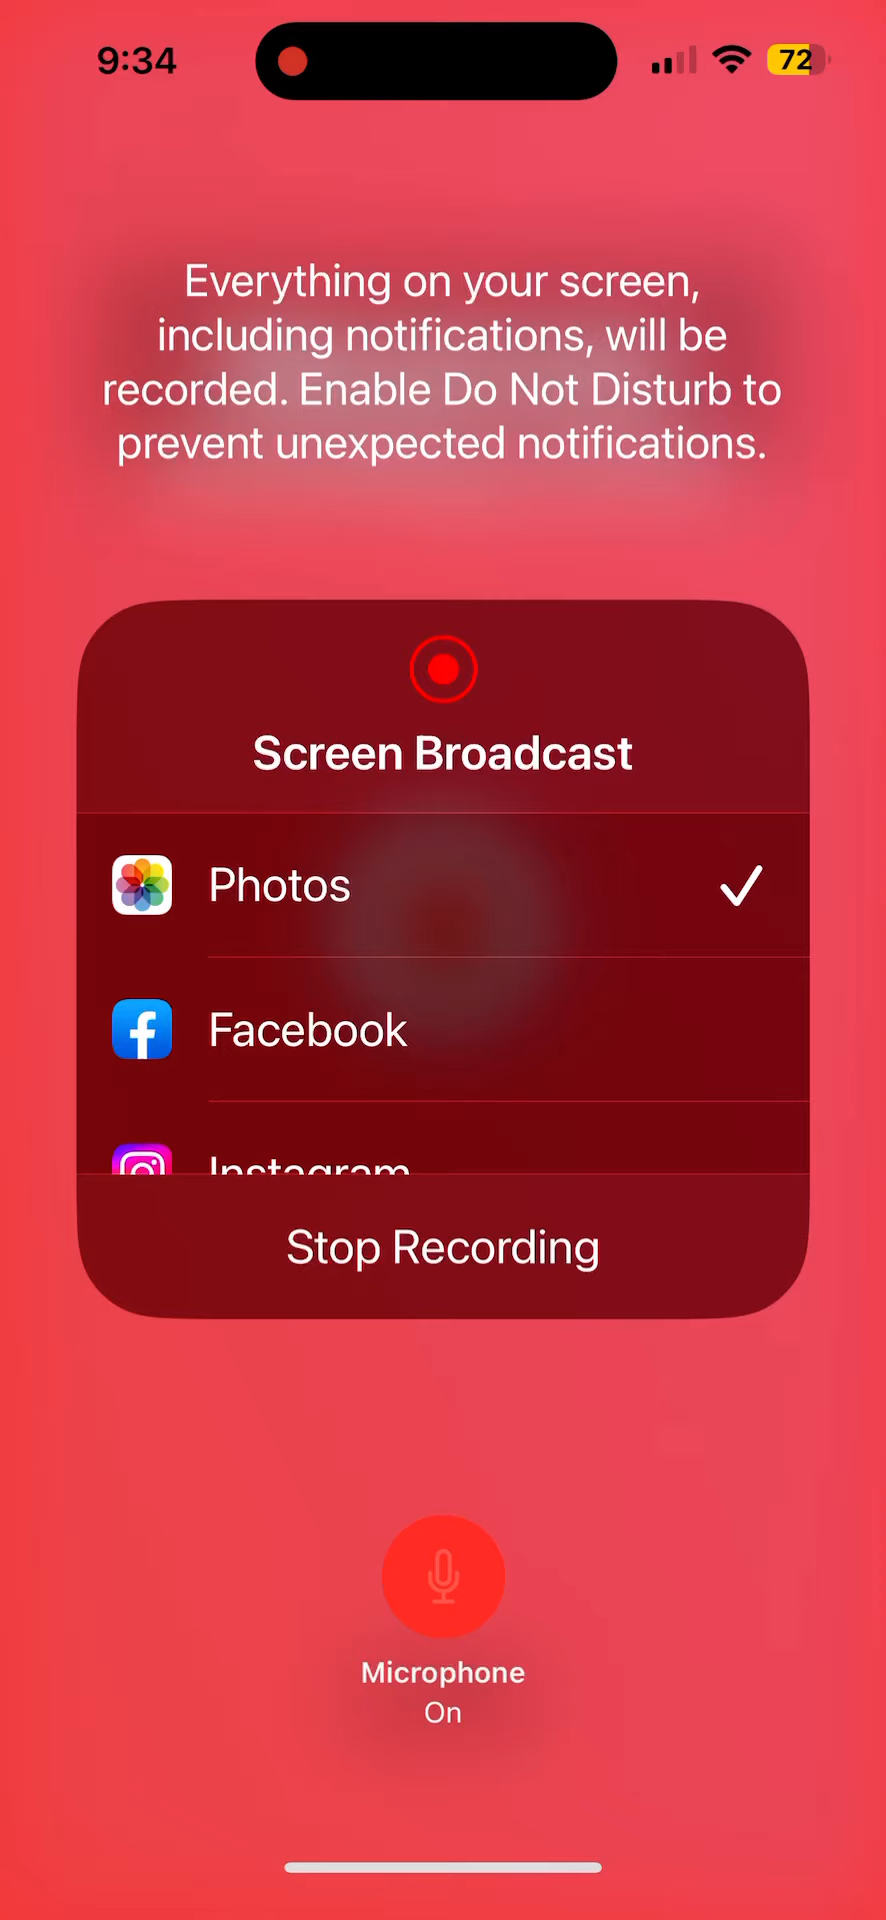 9:34
72
Everything on your screen,
including notifications, will be
recorded. Enable Do Not Disturb to
prevent unexpected notifications.
Screen Broadcast
Photos
Facebook
Instagram
Stop Recording
Microphone
On